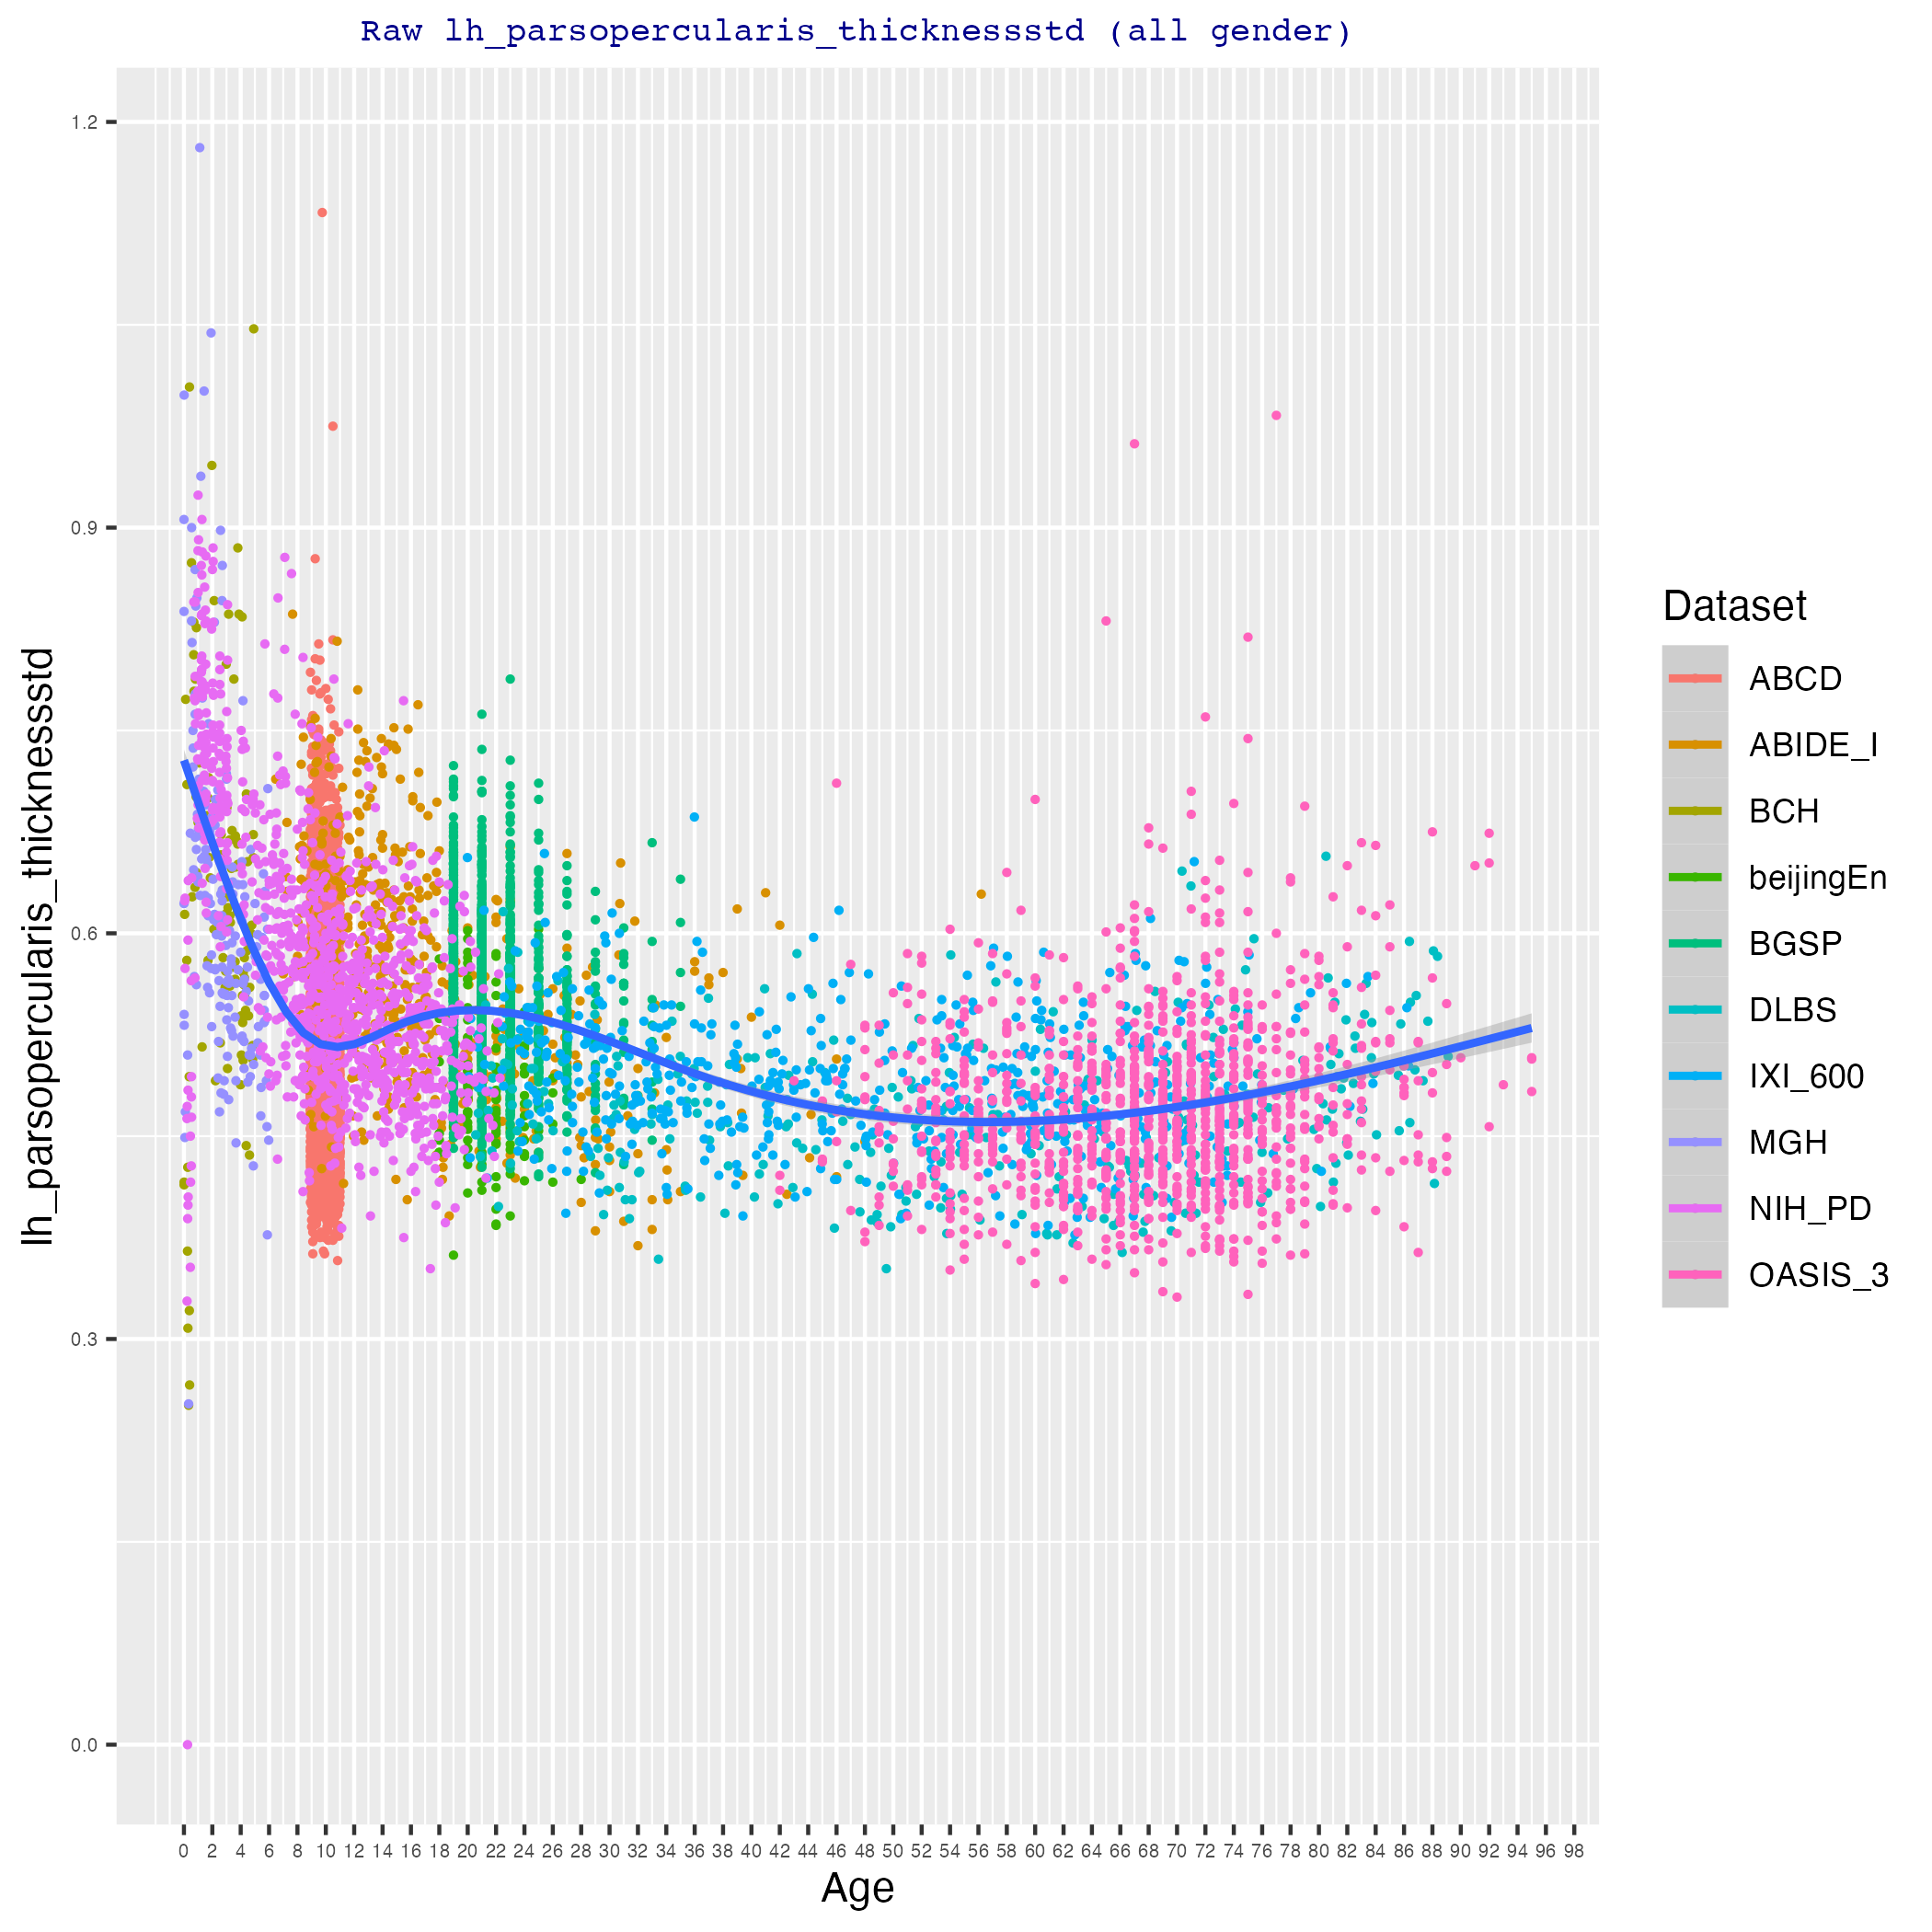 Raw lh_parsopercularis_thicknessstd (all gender)
lh_parsopercularis_thicknessstd
1.2
0.9
0.6
0.3
0.0
0 2 4 6 8 10 12 14 16 18 20 22 24 26 28 30 32 34 36 38 40 42 44 46 48 50 52 54 56 58 60 62 64 66 68 70 72 74 76 78 80 82 84 86 88 90 92 94 96 98
Age
Dataset
ABCD
ABIDE_I
BCH
beijingEn
BGSP
DLBS
IXI_600
MGH
NIH_PD
OASIS_3